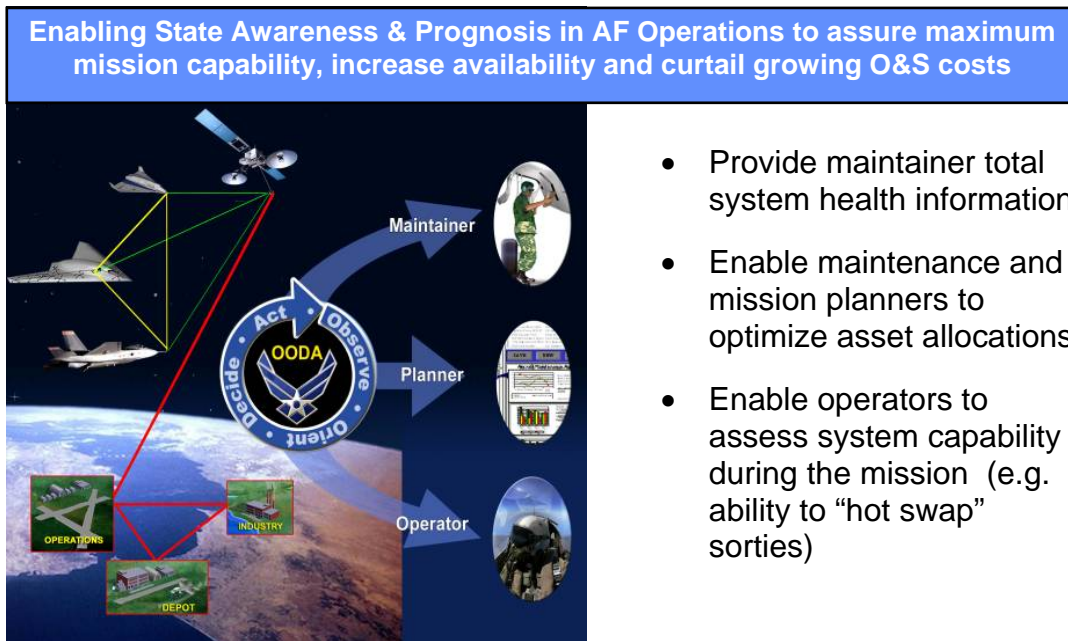 Enabling State Awareness & Prognosis in AF Operations to assure maximum
mission capability, increase availability and curtail growing O&S costs
Maintainer
Act • Observe • Orient • Decide •
OODA
Planner
Operator
OPERATIONS
INDUSTRY
DEPOT
• Provide maintainer total
system health information
• Enable maintenance and
mission planners to
optimize asset allocations
• Enable operators to
assess system capability
during the mission (e.g.
ability to “hot swap”
sorties)